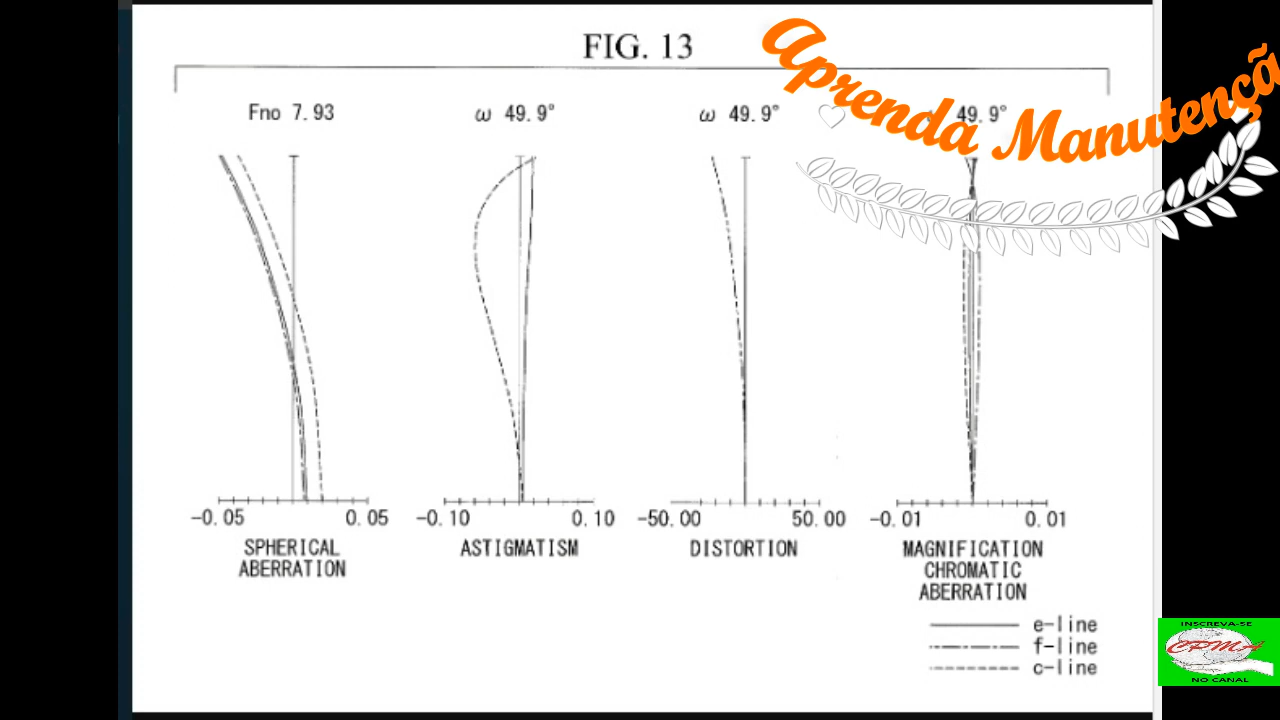 FIG. 13
Aprenda Manutençã
Fno 7.93
ω 49.9°
ω 49.9°
49.9°
-0.05
0.05
-0.10
0.10
-50.00
50.00
-0.01
0.01
SPHERICAL
ABERRATION
ASTIGMATISM
DISTORTION
MAGNIFICATION
CHROMATIC
ABERRATION
e-line
f-line
c-line
INSCREVA-SE
CPMA
NO CANAL